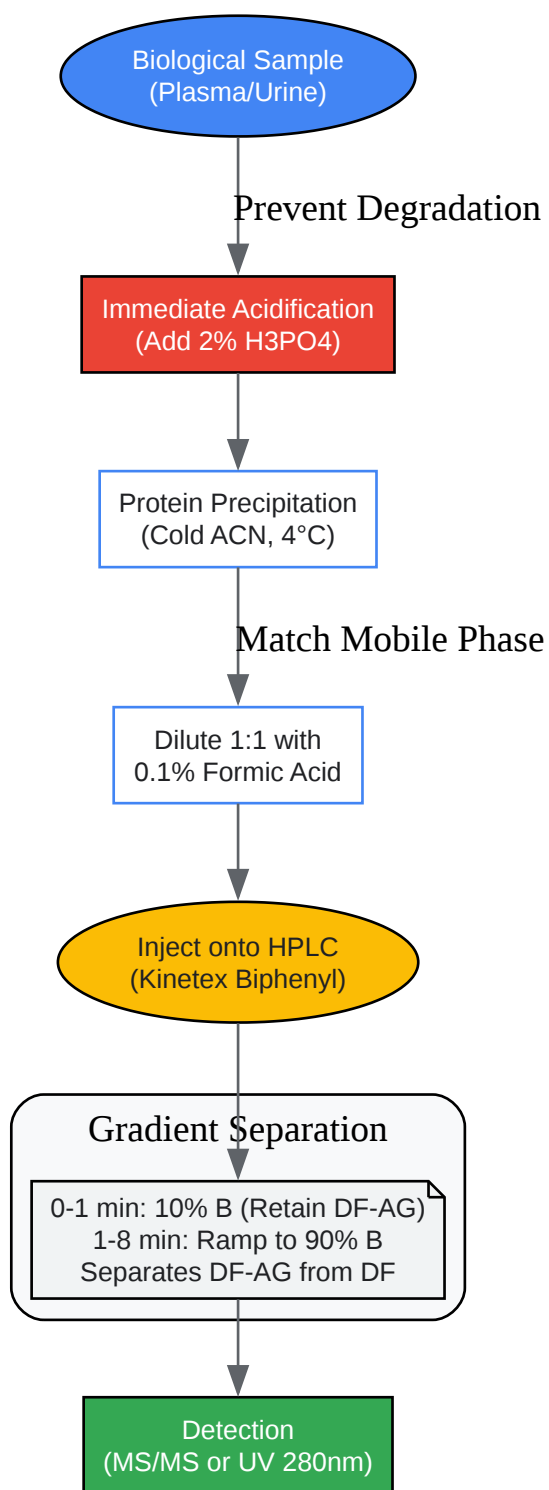 Biological Sample
(Plasma/Urine)
Prevent Degradation
Immediate Acidification
(Add 2% H3PO4)
Protein Precipitation
(Cold ACN, 4°C)
Match Mobile Phase
Dilute 1:1 with
0.1% Formic Acid
Inject onto HPLC
(Kinetex Biphenyl)
Gradient Separation
0-1 min: 10% B (Retain DF-AG)
1-8 min: Ramp to 90% B
Separates DF-AG from DF
Detection
(MS/MS or UV 280nm)